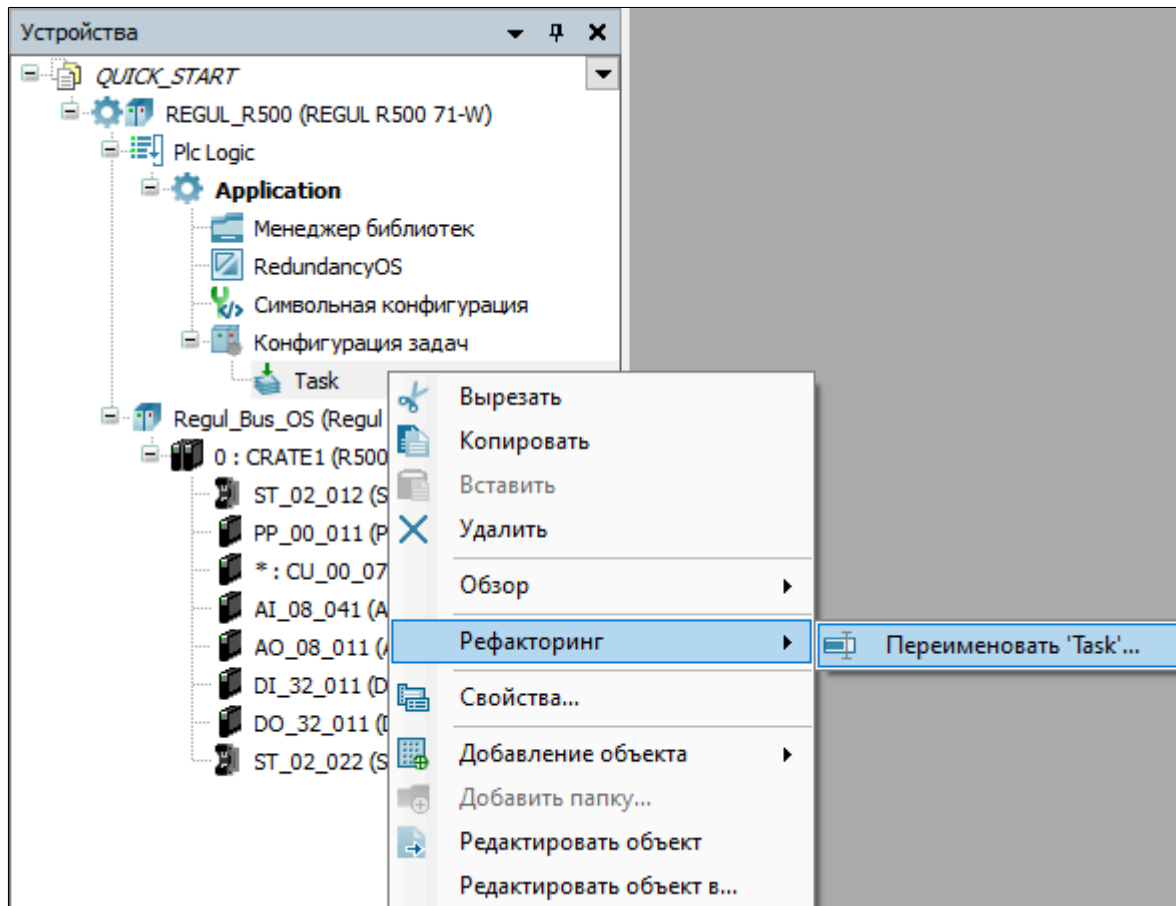 Устройства
QUICK_START
REGUL_R500 (REGUL R500 71-W)
Plc Logic
Application
Менеджер библиотек
RedundancyOS
Символьная конфигурация
Конфигурация задач
Task
Regul_Bus_OS (Regul
0 : CRATE1 (R500
ST_02_012 (S
PP_00_011 (P
* : CU_00_07
AI_08_041 (A
AO_08_011 (A
DI_32_011 (D
DO_32_011 (D
ST_02_022 (S
Вырезать
Копировать
Вставить
Удалить
Обзор
Рефакторинг
Переименовать 'Task'...
Свойства...
Добавление объекта
Добавить папку...
Редактировать объект
Редактировать объект в...